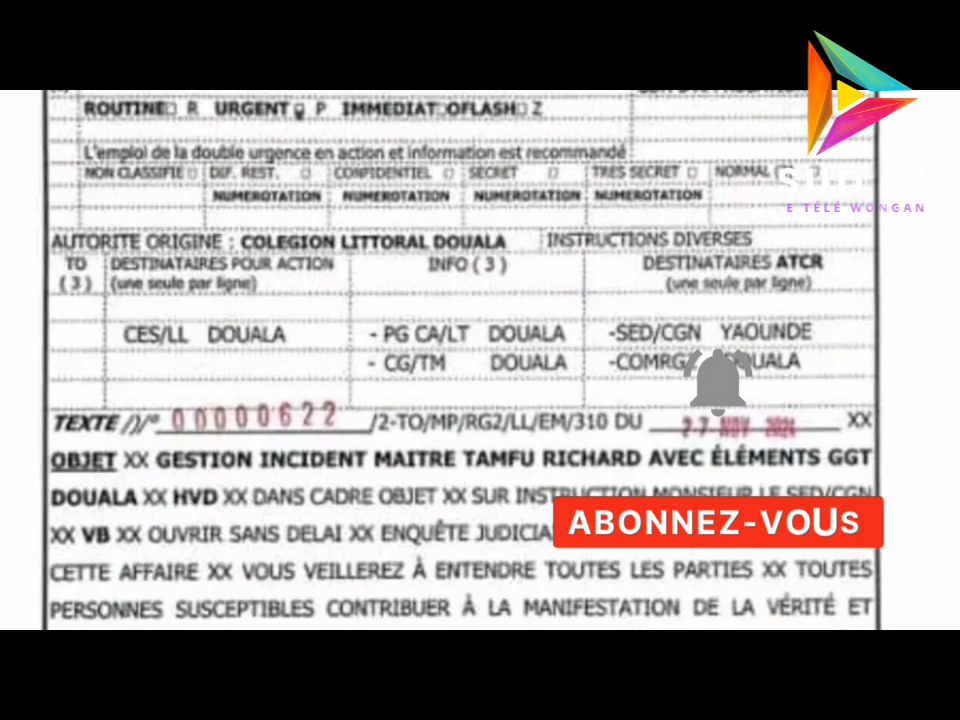 ROUTINE□ R URGENT□ P IMMEDIAT□OFLASH□ Z
L'emploi de la double urgence en action et information est recommandé
NON CLASSIFIE □ DIF. REST. □ CONFIDENTIEL □ SECRET □ TRES SECRET □ NORMAL
NUMEROTATION NUMEROTATION NUMEROTATION NUMEROTATION
E TÉLÉ WONGAN
AUTORITE ORIGINE : COLEGION LITTORAL DOUALA INSTRUCTIONS DIVERSES
TO DESTINATAIRES POUR ACTION INFO ( 3 ) DESTINATAIRES ATCR
( 3 ) (une seule par ligne) (une seule par ligne)
CES/LL DOUALA - PG CA/LT DOUALA -SED/CGN YAOUNDE
- CG/TM DOUALA
TEXTE /)/° 00000622 /2-TO/MP/RG2/LL/EM/310 DU 27 NOV 2024 XX
OBJET XX GESTION INCIDENT MAITRE TAMFU RICHARD AVEC ÉLÉMENTS GGT
DOUALA XX HVD XX DANS CADRE OBJET XX SUR INSTRUCTION MONSIEUR LE SED/CGN
XX VB XX OUVRIR SANS DELAI XX ENQUÊTE JUDICIA
ABONNEZ-VOUS
CETTE AFFAIRE XX VOUS VEILLEREZ À ENTENDRE TOUTES LES PARTIES XX TOUTES
PERSONNES SUSCEPTIBLES CONTRIBUER À LA MANIFESTATION DE LA VÉRITÉ ET